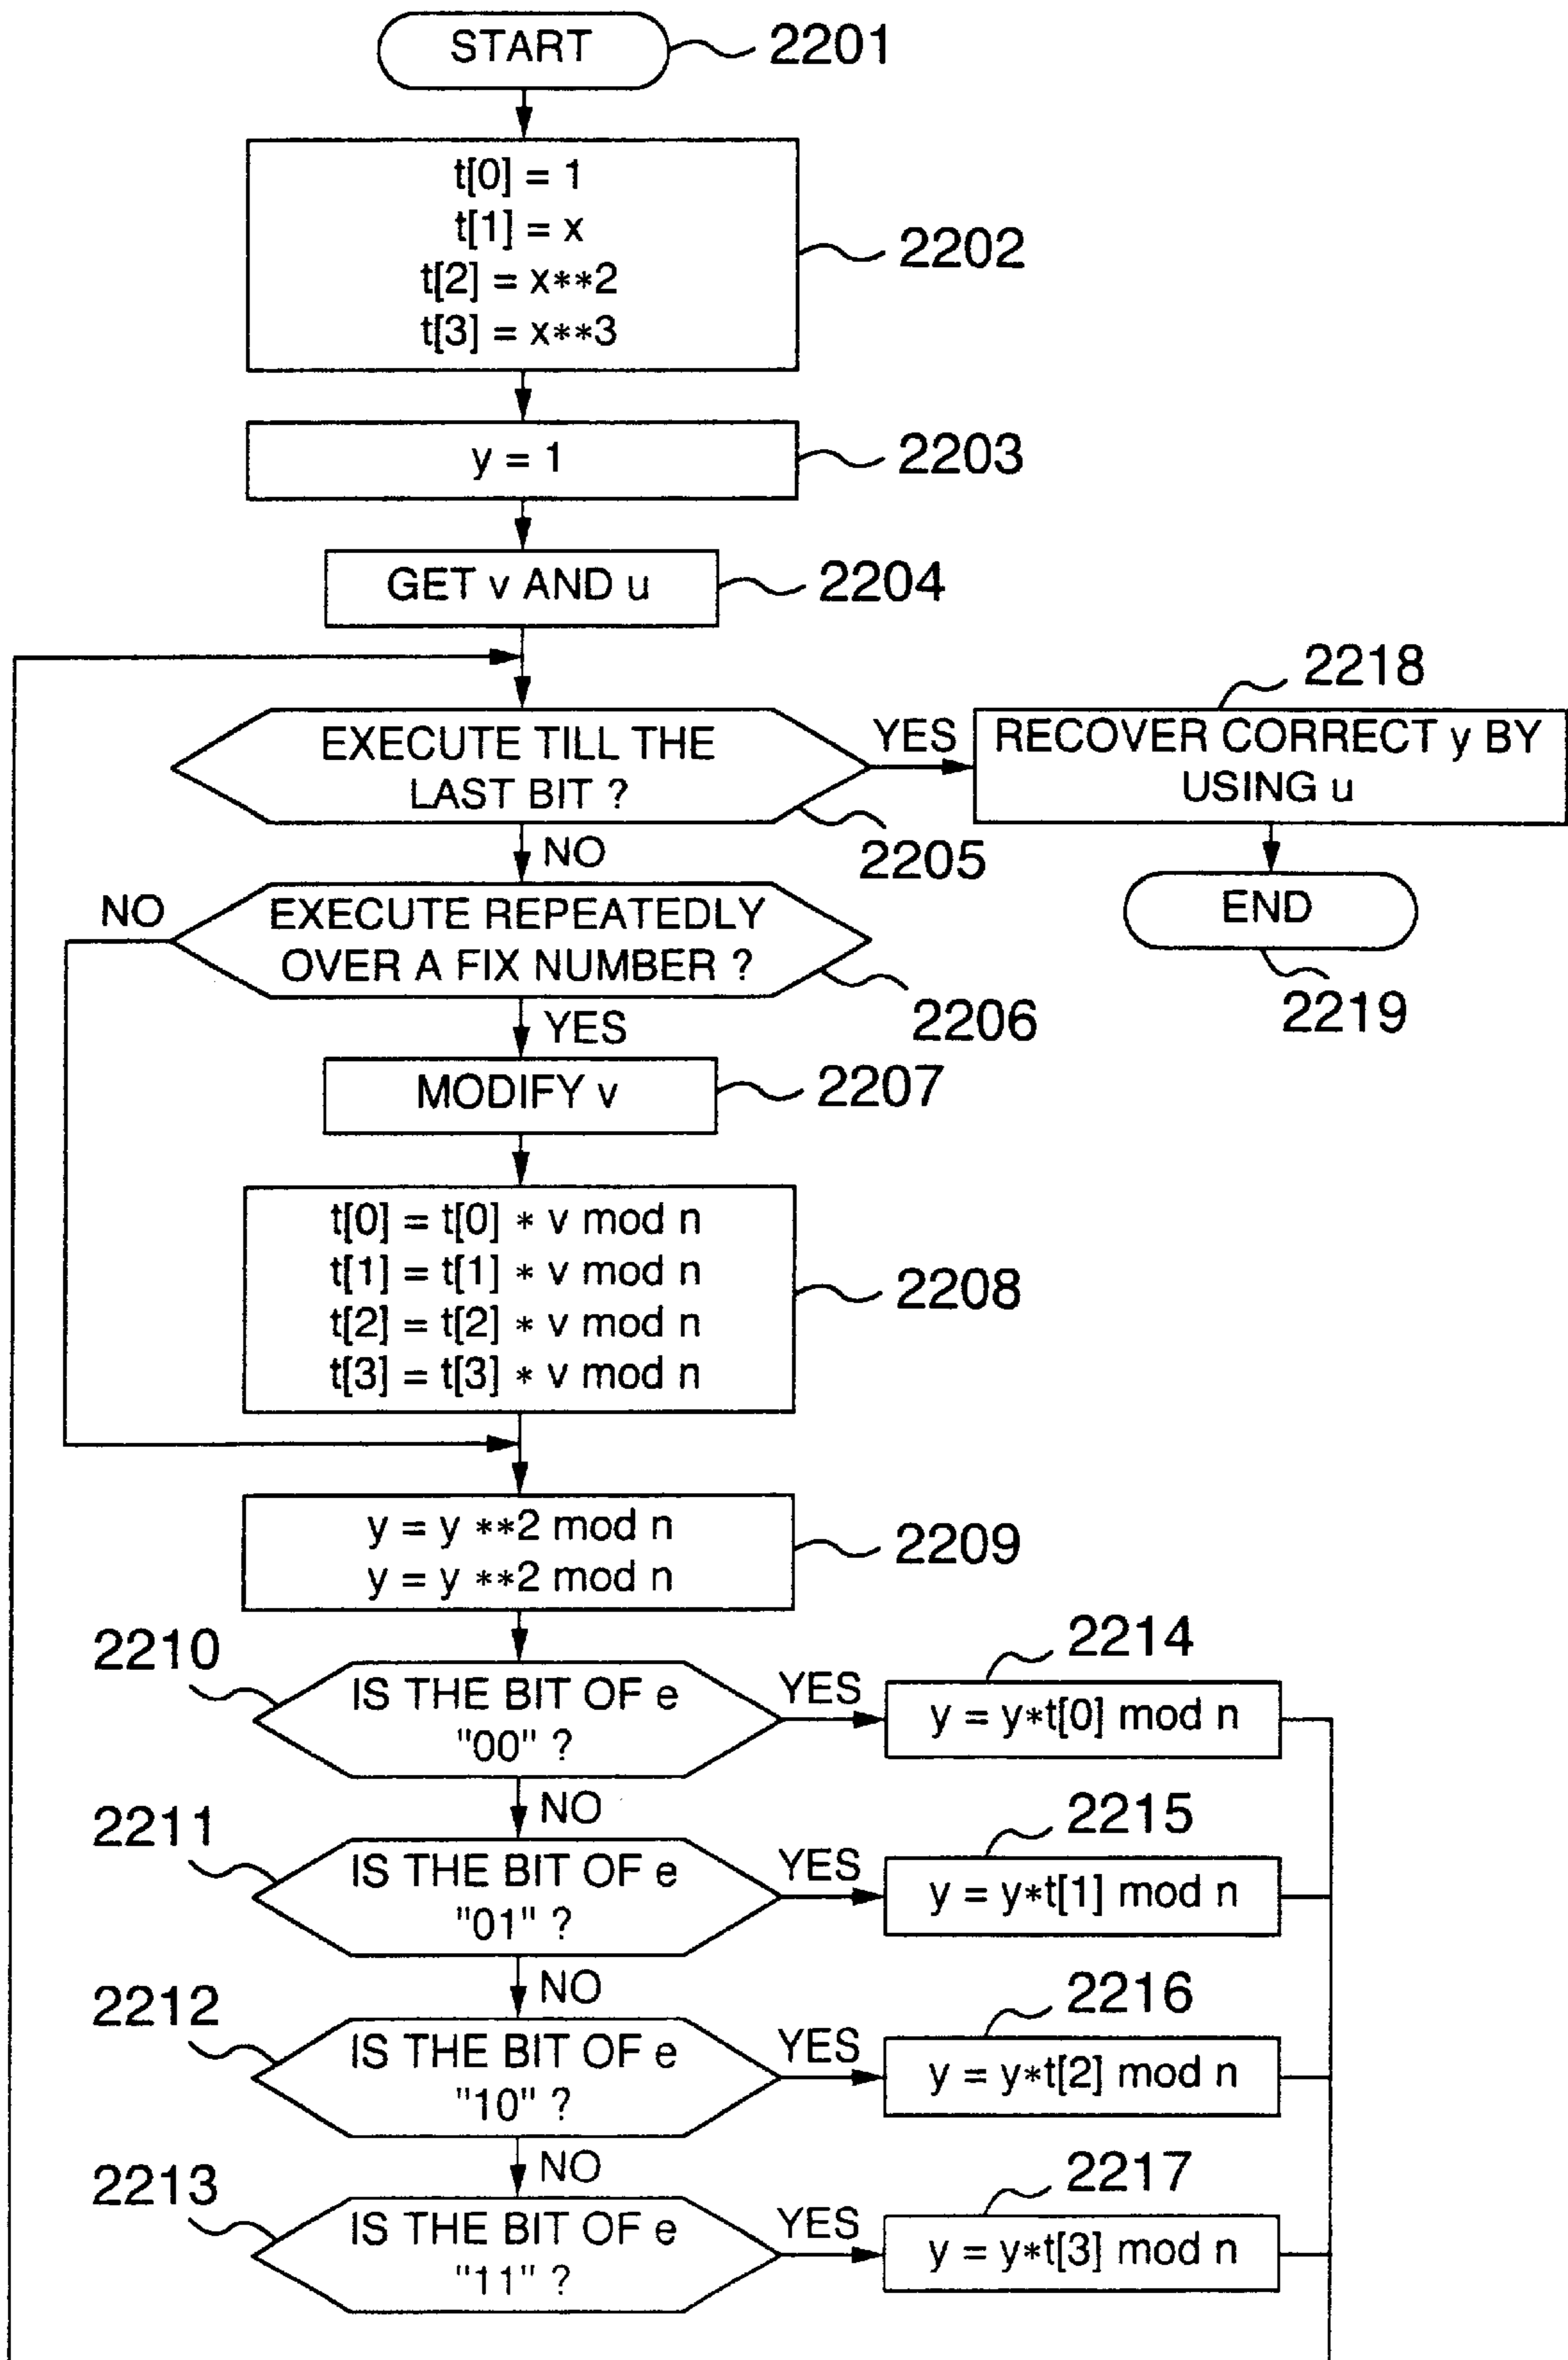 START
2201
t[0] = 1
t[1] = x
t[2] = x**2
t[3] = x**3
2202
y = 1
2203
GET v AND u
2204
EXECUTE TILL THE
LAST BIT ?
2205
YES
2218
RECOVER CORRECT y BY
USING u
END
2219
NO
EXECUTE REPEATEDLY
OVER A FIX NUMBER ?
2206
NO
YES
MODIFY v
2207
t[0] = t[0] * v mod n
t[1] = t[1] * v mod n
t[2] = t[2] * v mod n
t[3] = t[3] * v mod n
2208
y = y **2 mod n
y = y **2 mod n
2209
2210
IS THE BIT OF e
"00" ?
YES
2214
y = y*t[0] mod n
NO
2211
IS THE BIT OF e
"01" ?
YES
2215
y = y*t[1] mod n
NO
2212
IS THE BIT OF e
"10" ?
YES
2216
y = y*t[2] mod n
NO
2213
IS THE BIT OF e
"11" ?
YES
2217
y = y*t[3] mod n